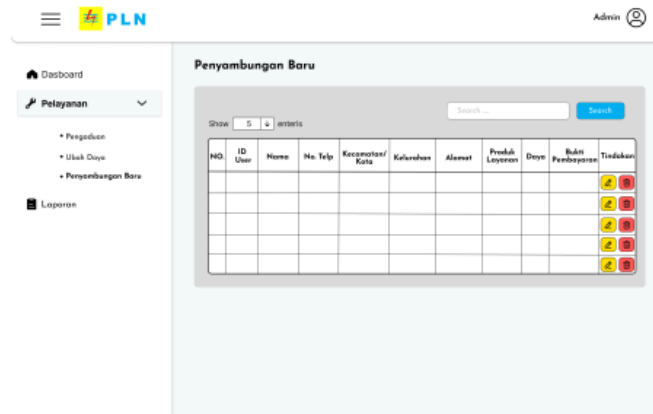 PLN
Admin
Dasboard
Pelayanan
• Pengaduan
• Ubah Daya
• Penyambungan Baru
Laporan
Penyambungan Baru
Search ...
Search
Show 5 enteris
NO.
ID User
Nama
No. Telp
Kecamatan/ Kota
Kelurahan
Alamat
Produk Layanan
Daya
Bukti Pembayaran
Tindakan